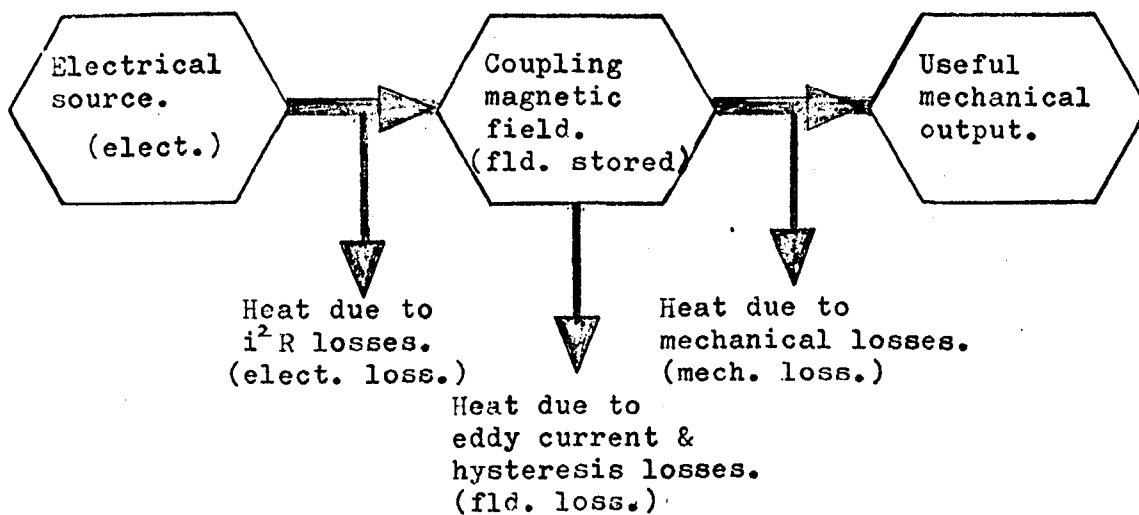 Electrical
source.
(elect.)
Coupling
magnetic
field.
(fld. stored)
Useful
mechanical
output.
Heat due to
i²R losses.
(elect. loss.)
Heat due to
eddy current &
hysteresis losses.
(fld. loss.)
Heat due to
mechanical losses.
(mech. loss.)